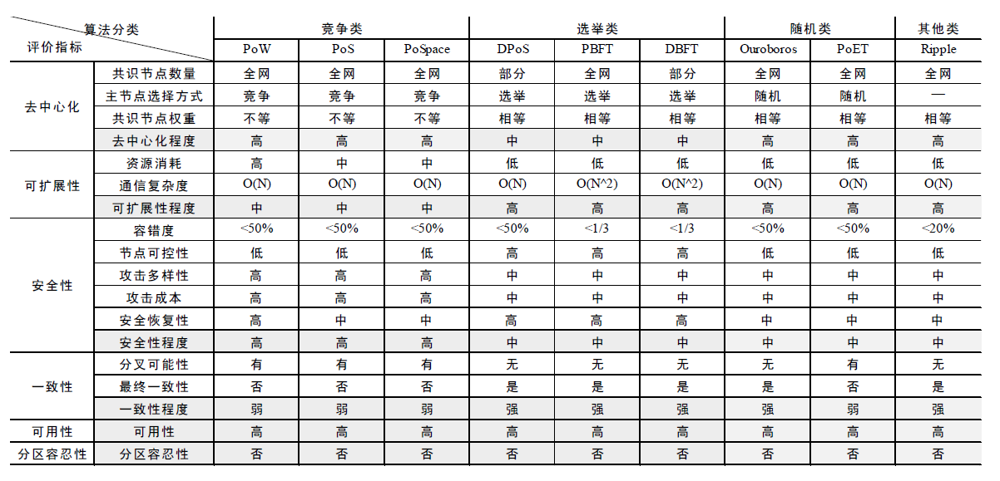 算法分类 竞争类 选举类 随机类 其他类
评价指标 PoW PoS PoSpace DPoS PBFT DBFT Ouroboros PoET Ripple
去中心化 共识节点数量 全网 全网 全网 部分 全网 部分 全网 全网 全网
主节点选择方式 竞争 竞争 竞争 选举 选举 选举 随机 随机 —
共识节点权重 不等 不等 不等 相等 相等 相等 相等 相等 相等
去中心化程度 高 高 高 中 中 中 高 高 高
可扩展性 资源消耗 高 中 中 低 低 低 低 低 低
通信复杂度 O(N) O(N) O(N) O(N) O(N^2) O(N^2) O(N) O(N) O(N)
可扩展性程度 中 中 中 高 高 高 高 高 高
安全性 容错度 <50% <50% <50% <50% <1/3 <1/3 <50% <50% <20%
节点可控性 低 低 低 高 高 高 低 低 低
攻击多样性 高 高 高 中 中 中 中 中 中
攻击成本 高 高 高 中 中 中 中 中 中
安全恢复性 高 中 中 高 高 高 中 中 中
安全性程度 高 高 高 中 中 中 中 中 中
一致性 分叉可能性 有 有 有 无 无 无 无 有 无
最终一致性 否 否 否 是 是 是 是 否 是
一致性程度 弱 弱 弱 强 强 强 强 弱 强
可用性 可用性 高 高 高 高 高 高 高 高 高
分区容忍性 分区容忍性 否 否 否 否 否 否 否 否 否